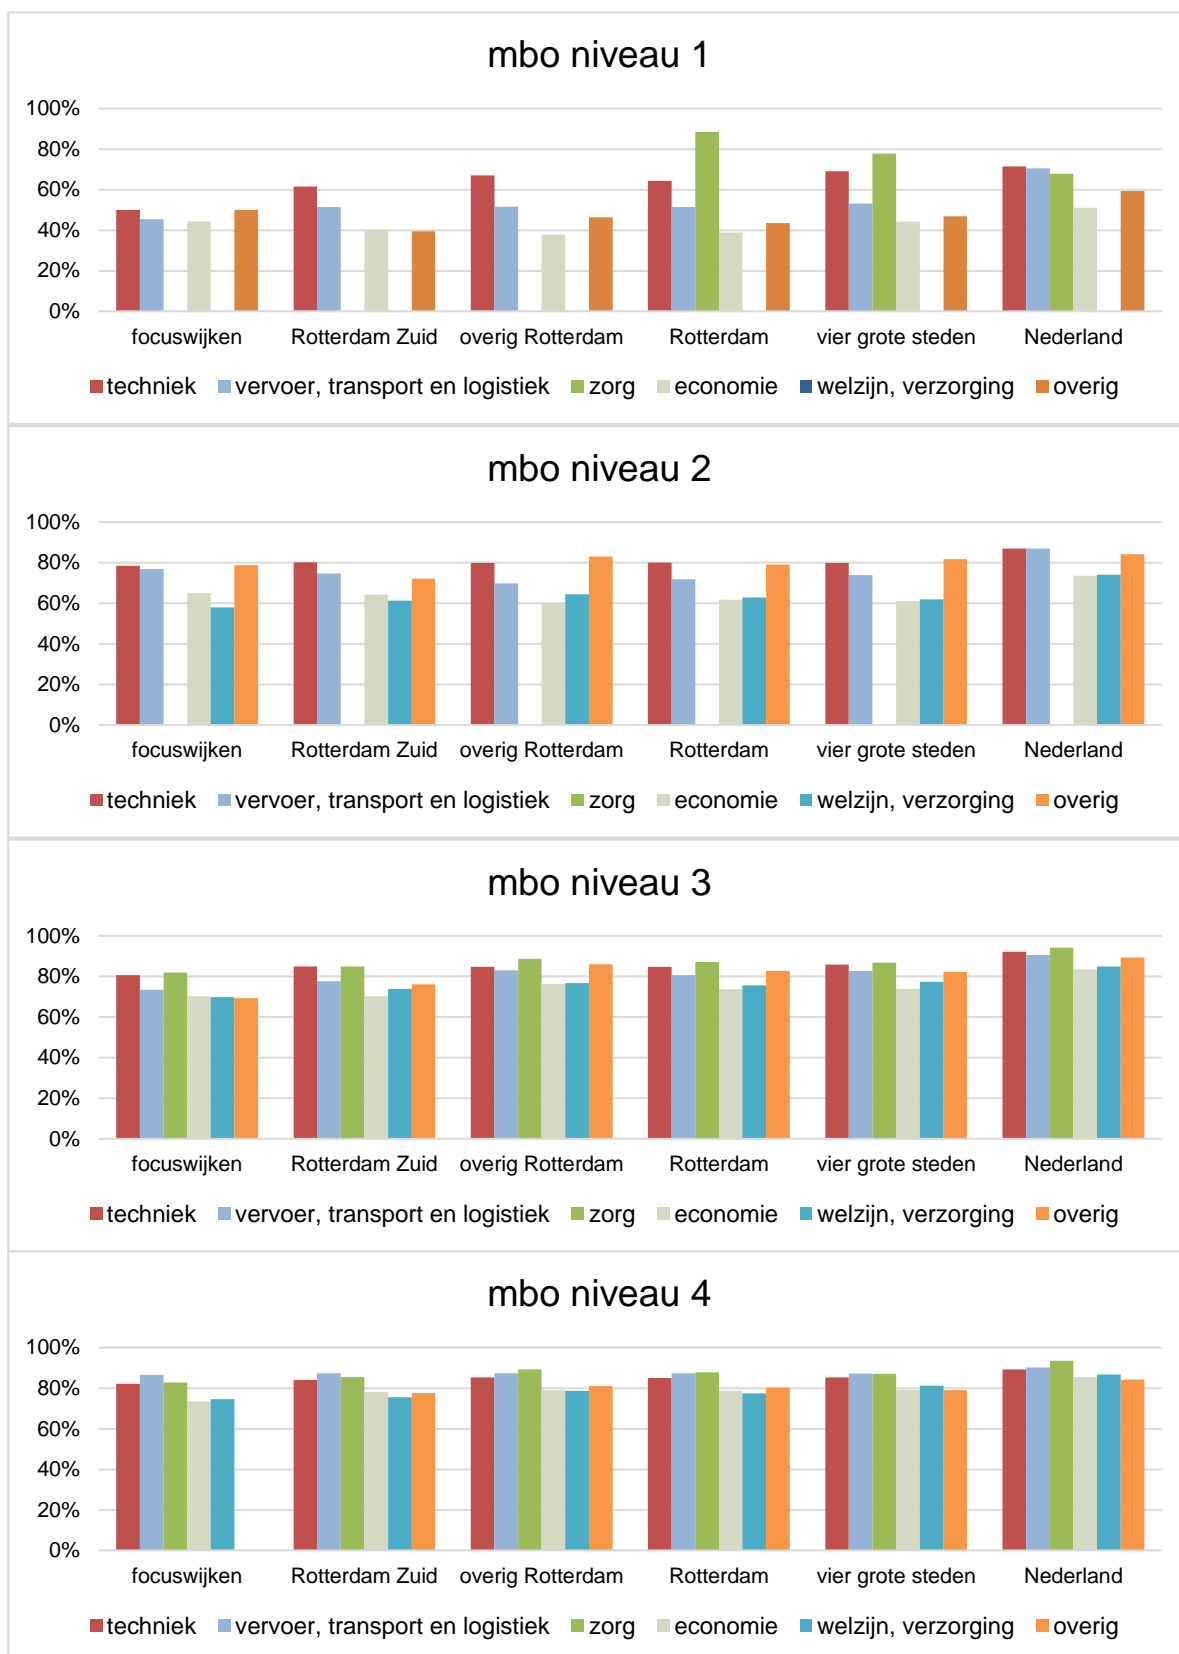 mbo niveau 1
100%
80%
60%
40%
20%
0%
focuswijken Rotterdam Zuid overig Rotterdam Rotterdam vier grote steden Nederland
techniek vervoer, transport en logistiek zorg economie welzijn, verzorging overig
mbo niveau 2
100%
80%
60%
40%
20%
0%
focuswijken Rotterdam Zuid overig Rotterdam Rotterdam vier grote steden Nederland
techniek vervoer, transport en logistiek zorg economie welzijn, verzorging overig
mbo niveau 3
100%
80%
60%
40%
20%
0%
focuswijken Rotterdam Zuid overig Rotterdam Rotterdam vier grote steden Nederland
techniek vervoer, transport en logistiek zorg economie welzijn, verzorging overig
mbo niveau 4
100%
80%
60%
40%
20%
0%
focuswijken Rotterdam Zuid overig Rotterdam Rotterdam vier grote steden Nederland
techniek vervoer, transport en logistiek zorg economie welzijn, verzorging overig